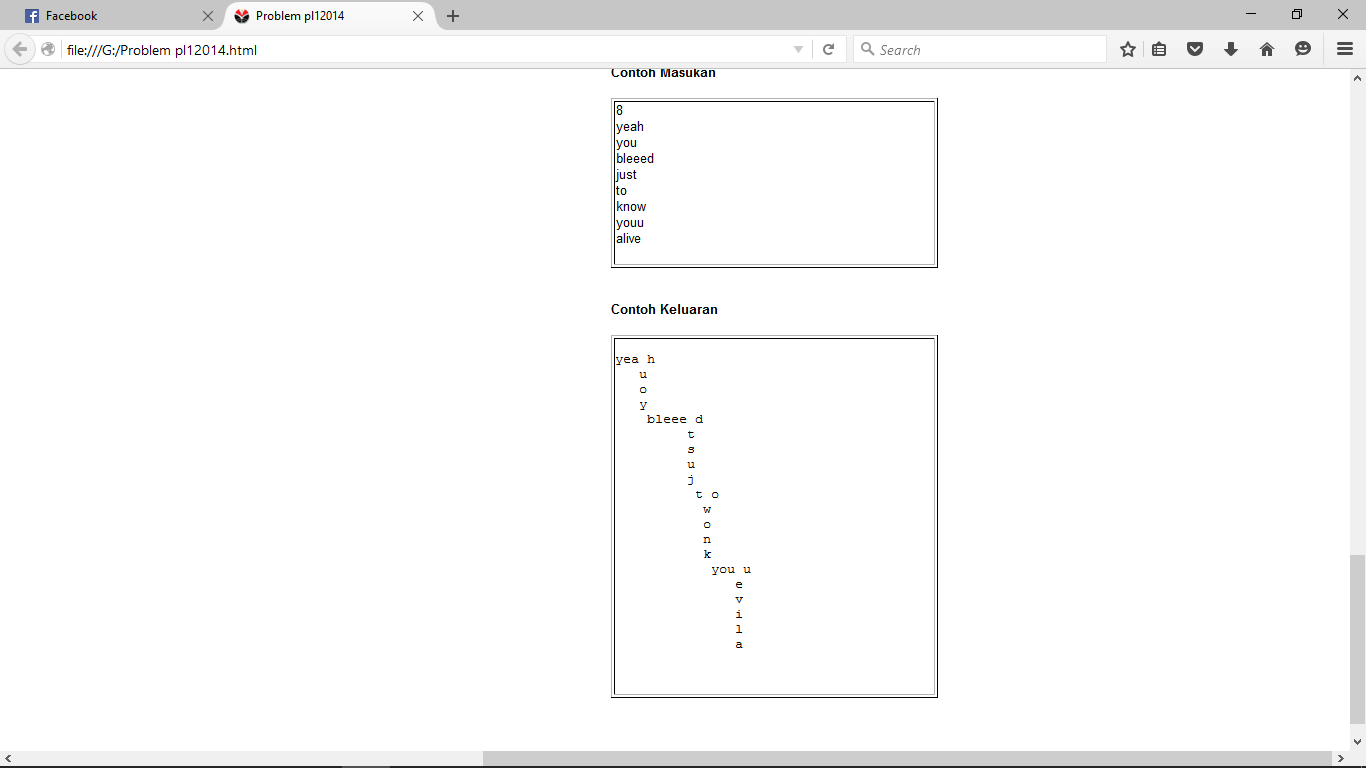 Facebook
Problem pl12014
file:///G:/Problem pl12014.html
Search
Contoh Masukan
8
yeah
you
bleeed
just
to
know
youu
alive
Contoh Keluaran
yea h
   u
   o
   y
    bleee d
         t
         s
         u
         j
          t o
           w
           o
           n
           k
            you u
               e
               v
               i
               l
               a